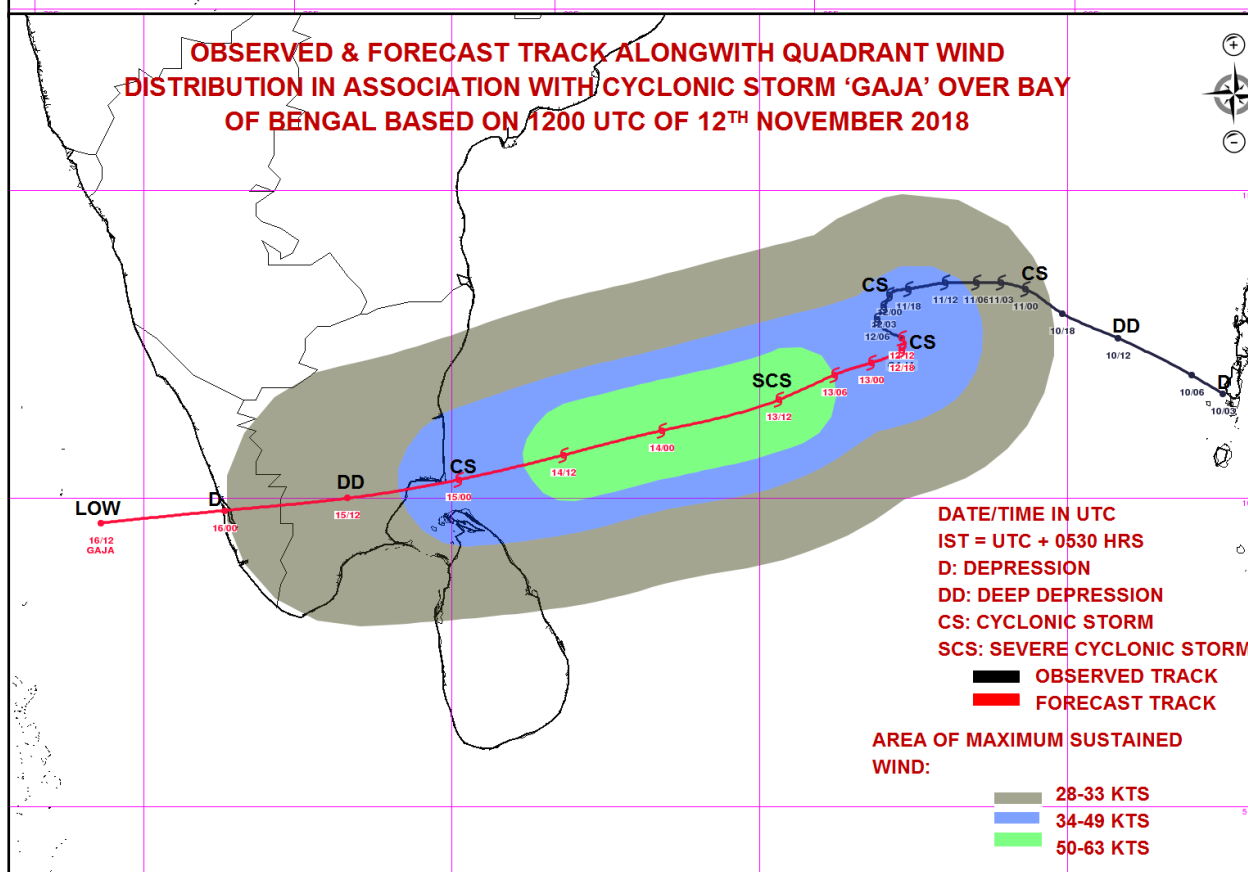 OBSERVED & FORECAST TRACK ALONGWITH QUADRANT WIND
DISTRIBUTION IN ASSOCIATION WITH CYCLONIC STORM ‘GAJA’ OVER BAY
OF BENGAL BASED ON 1200 UTC OF 12TH NOVEMBER 2018
CS
CS
11/18
11/12
11/06
11/03
11/00
12/00
12/03
12/06
10/18
DD
10/12
CS
12/12
12/18
13/00
13/06
SCS
13/12
D
10/06
10/03
14/00
14/12
CS
15/00
DD
15/12
D
16/00
LOW
16/12
GAJA
DATE/TIME IN UTC
IST = UTC + 0530 HRS
D: DEPRESSION
DD: DEEP DEPRESSION
CS: CYCLONIC STORM
SCS: SEVERE CYCLONIC STORM
OBSERVED TRACK
FORECAST TRACK
AREA OF MAXIMUM SUSTAINED
WIND:
28-33 KTS
34-49 KTS
50-63 KTS